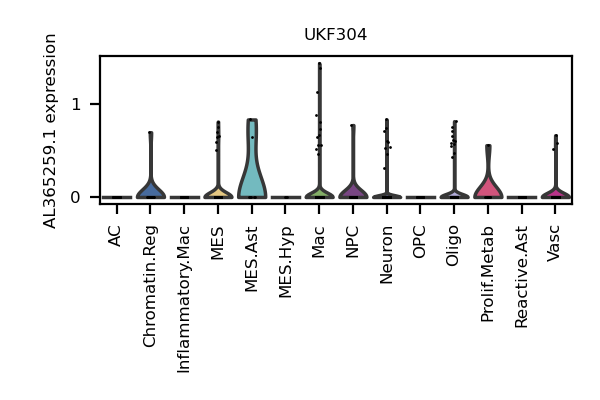 UKF304
AL365259.1 expression
1
0
AC
Chromatin.Reg
Inflammatory.Mac
MES
MES.Ast
MES.Hyp
Mac
NPC
Neuron
OPC
Oligo
Prolif.Metab
Reactive.Ast
Vasc